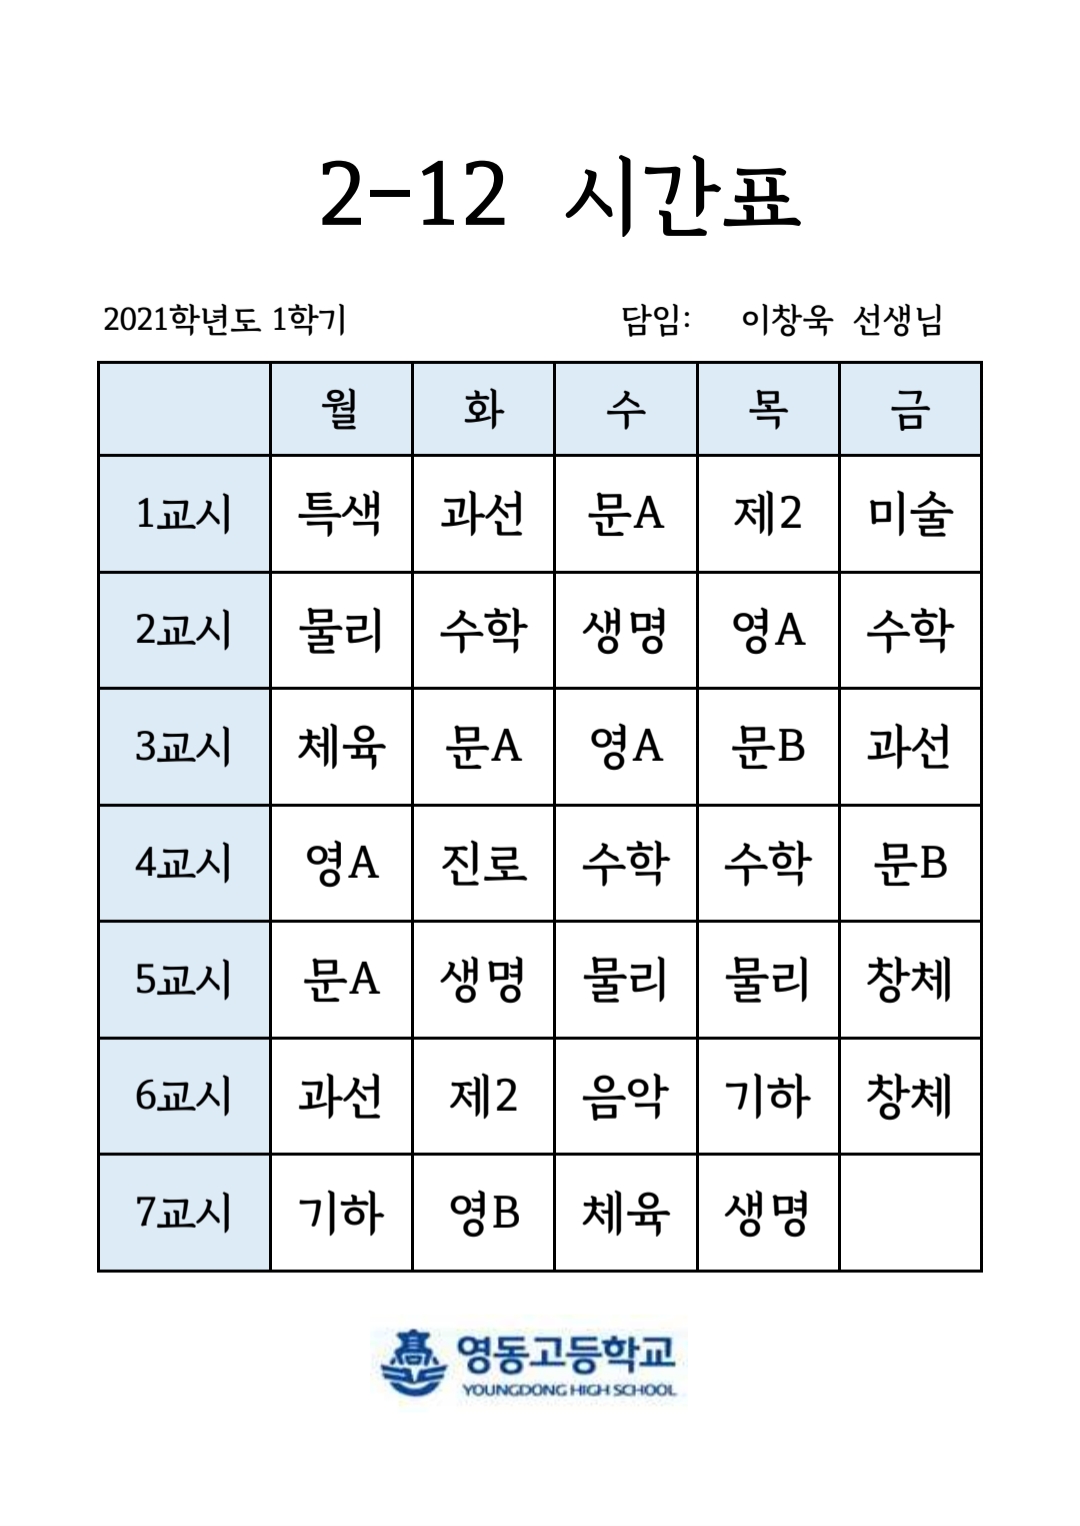 2-12 시간표
2021학년도 1학기 담임: 이창욱 선생님
월 화 수 목 금
1교시 특색 과선 문A 제2 미술
2교시 물리 수학 생명 영A 수학
3교시 체육 문A 영A 문B 과선
4교시 영A 진로 수학 수학 문B
5교시 문A 생명 물리 물리 창체
6교시 과선 제2 음악 기하 창체
7교시 기하 영B 체육 생명
高 영동고등학교
YOUNGDONG HIGH SCHOOL